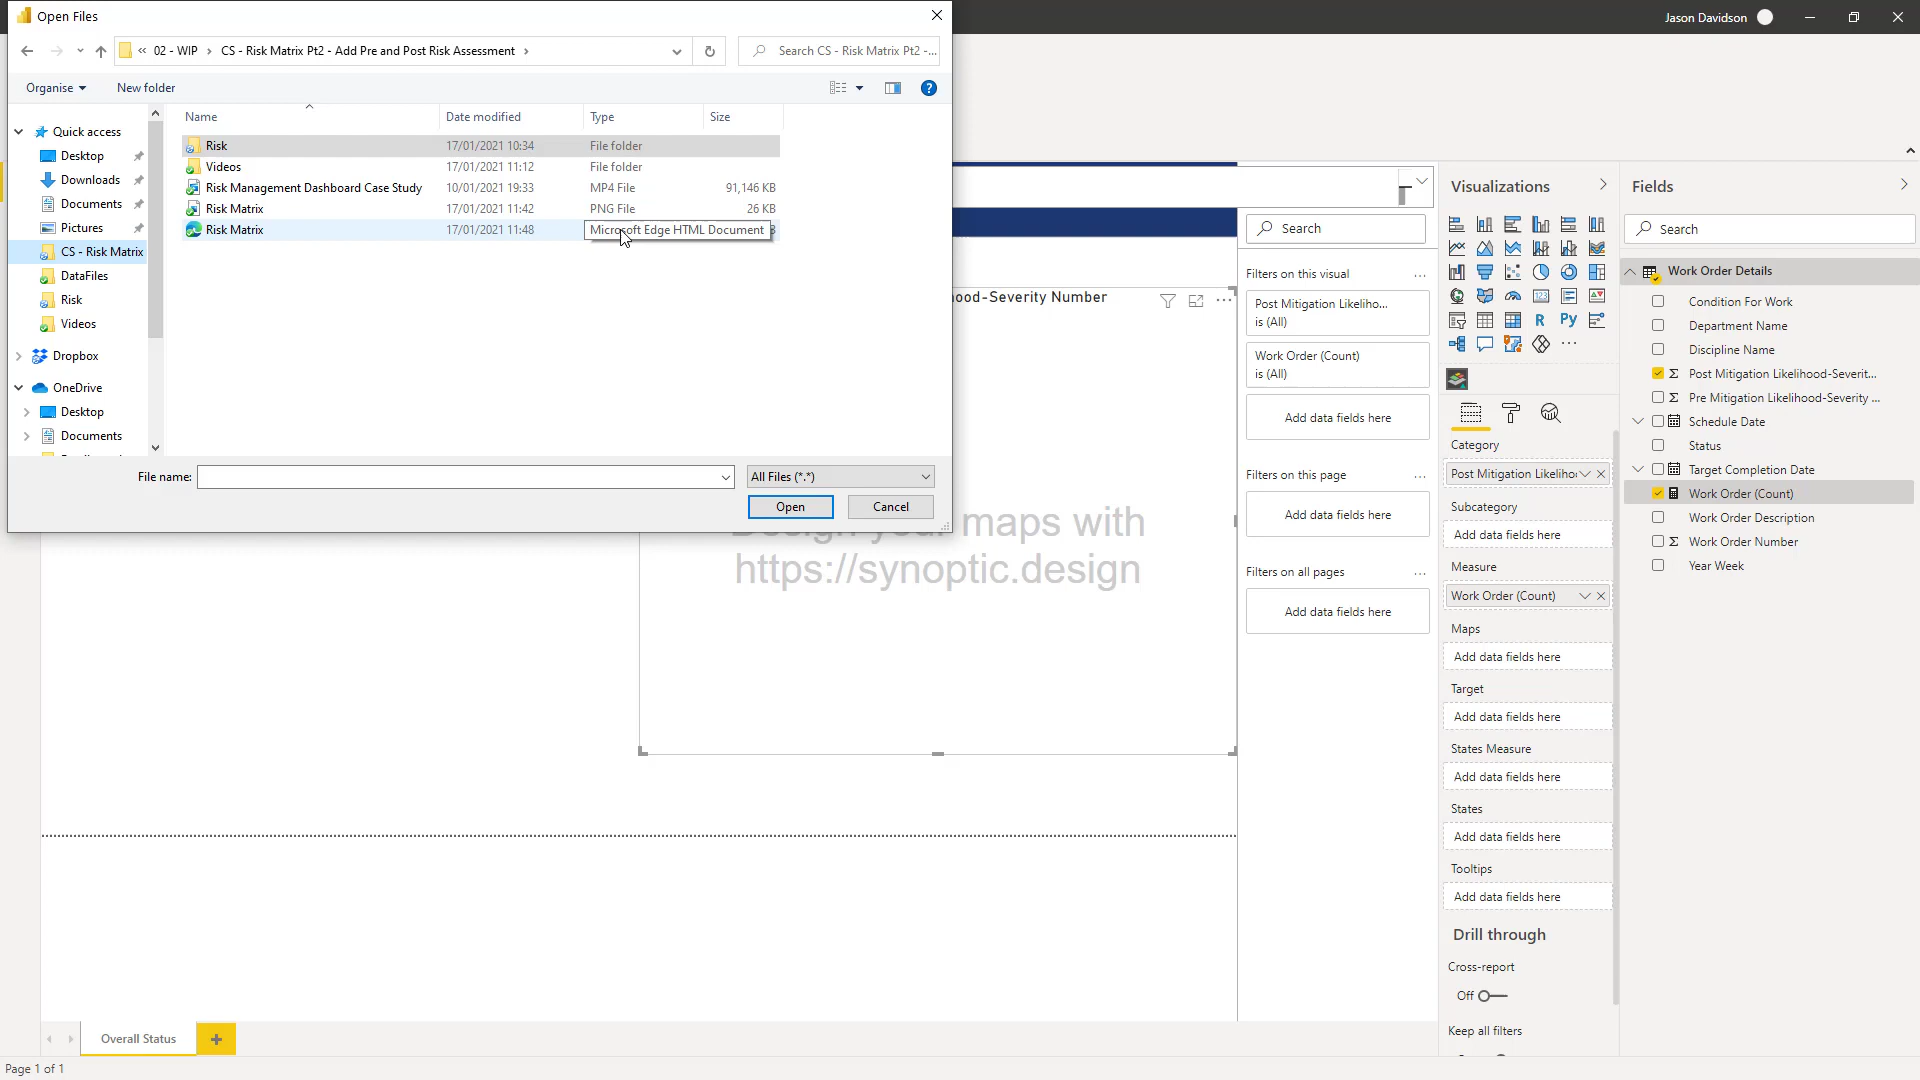 Open Files
Jason Davidson
« 02 - WIP › CS - Risk Matrix Pt2 - Add Pre and Post Risk Assessment ›
Search CS - Risk Matrix Pt2 -...
Organise
New folder
Name Date modified Type Size
Quick access
Desktop
Downloads
Documents
Pictures
CS - Risk Matrix
DataFiles
Risk
Videos
Dropbox
OneDrive
Desktop
Documents
Risk 17/01/2021 10:34 File folder
Videos 17/01/2021 11:12 File folder
Risk Management Dashboard Case Study 10/01/2021 19:33 MP4 File 91,146 KB
Risk Matrix 17/01/2021 11:42 PNG File 26 KB
Risk Matrix 17/01/2021 11:48 Microsoft Edge HTML Document
File name:
All Files (*.*)
Open
Cancel
ood-Severity Number
maps with
https://synoptic.design
Search
Filters on this visual
...
Post Mitigation Likeliho...
is (All)
Work Order (Count)
is (All)
Add data fields here
Filters on this page
...
Add data fields here
Filters on all pages
...
Add data fields here
Visualizations
R
Py
Category
Post Mitigation Likeliho
Subcategory
Add data fields here
Measure
Work Order (Count)
Maps
Add data fields here
Target
Add data fields here
States Measure
Add data fields here
States
Add data fields here
Tooltips
Add data fields here
Drill through
Cross-report
Off
Keep all filters
Fields
Search
Work Order Details
Condition For Work
Department Name
Discipline Name
Post Mitigation Likelihood-Severit...
Pre Mitigation Likelihood-Severity ...
Schedule Date
Status
Target Completion Date
Work Order (Count)
Work Order Description
Work Order Number
Year Week
Overall Status
Page 1 of 1